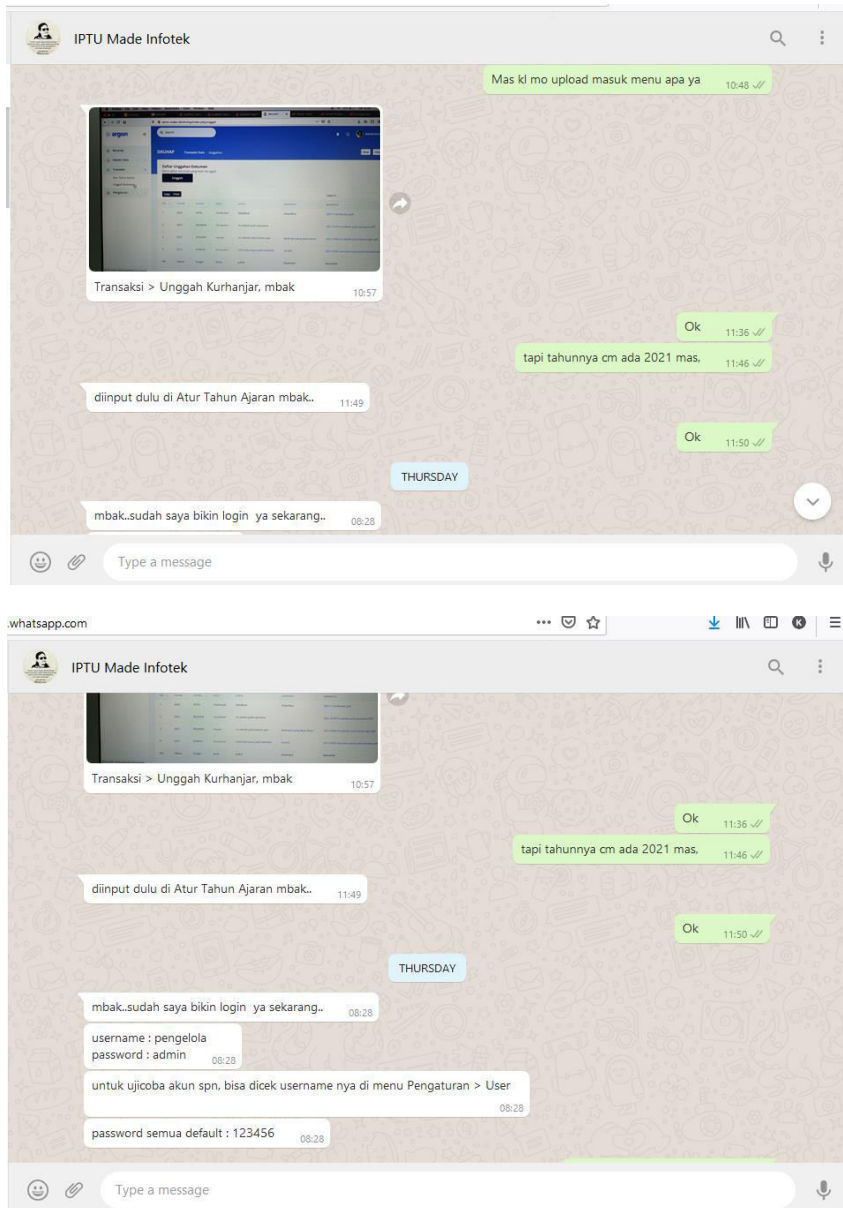 IPTU Made Infotek
Mas kl mo upload masuk menu apa ya 10:48
argon
Transaksi > Unggah Kurhanjar, mbak 10:57
Ok 11:36
tapi tahunnya cm ada 2021 mas, 11:46
diinput dulu di Atur Tahun Ajaran mbak.. 11:49
Ok 11:50
THURSDAY
mbak..sudah saya bikin login ya sekarang.. 08:28
Type a message
.whatsapp.com
IPTU Made Infotek
Transaksi > Unggah Kurhanjar, mbak 10:57
Ok 11:36
tapi tahunnya cm ada 2021 mas, 11:46
diinput dulu di Atur Tahun Ajaran mbak.. 11:49
Ok 11:50
THURSDAY
mbak..sudah saya bikin login ya sekarang.. 08:28
username : pengelola
password : admin 08:28
untuk ujicoba akun spn, bisa dicek username nya di menu Pengaturan > User
08:28
password semua default : 123456 08:28
Type a message